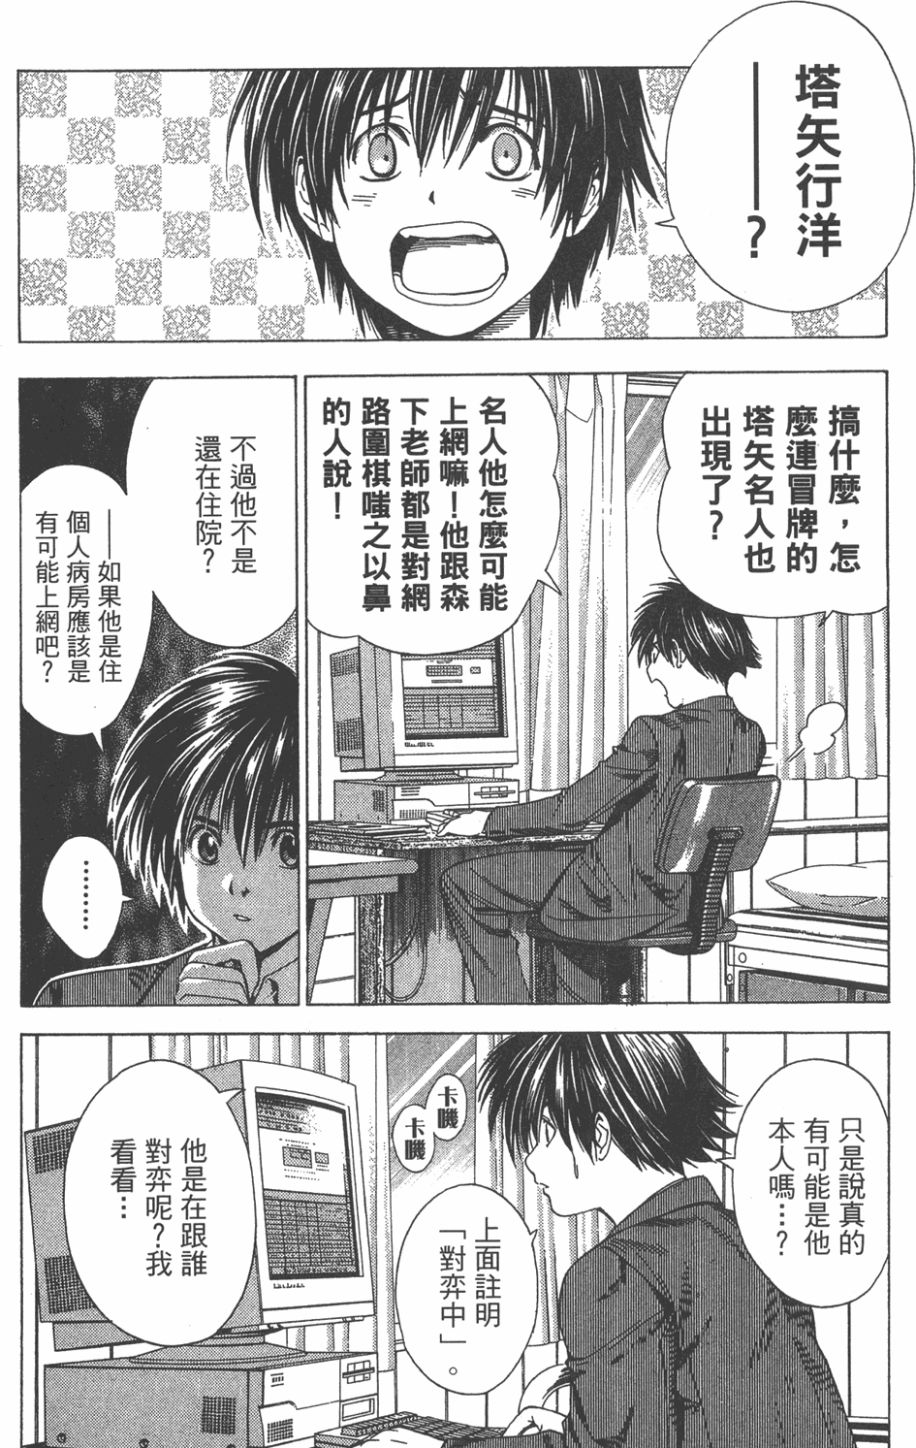 塔矢行洋
——?
搞什麼，怎
麼連冒牌的
塔矢名人也
出現了?
名人他怎麼可能
上網嘛!他跟森
下老師都是對網
路圍棋嗤之以鼻
的人說!
不過他不是
還在住院?
——如果他是住
個人病房應該是
有可能上網吧?
………
只是說真的
有可能是他
本人嗎…?
卡嘰
卡嘰
上面註明
「對弈中」。
他是在跟誰
對弈呢?我
看看…